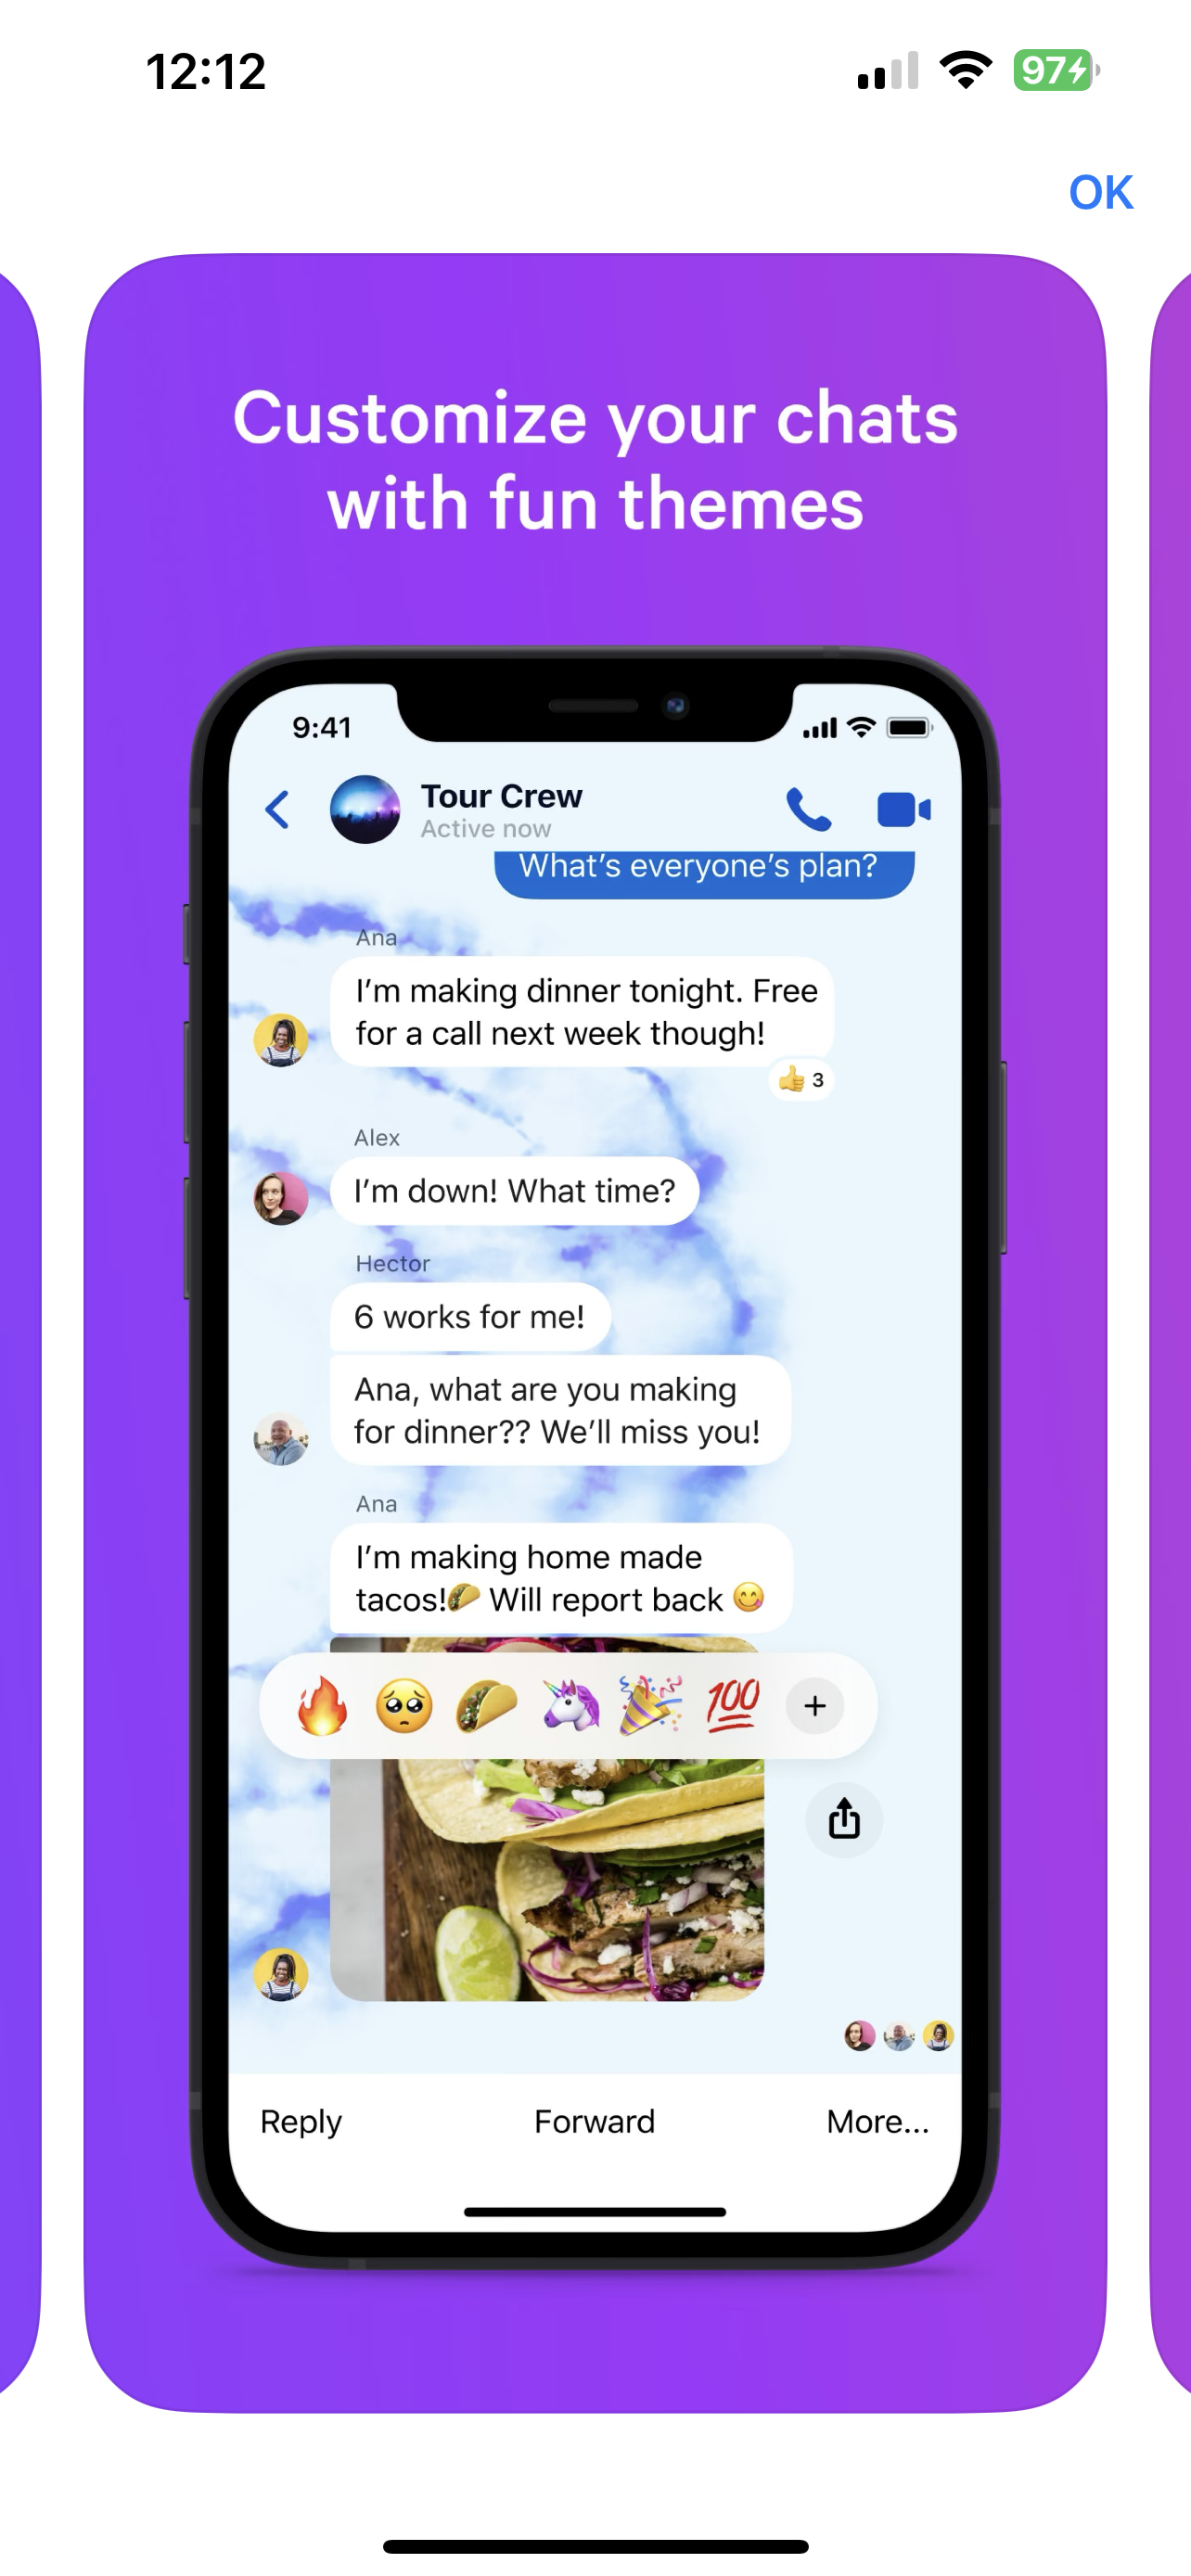 12:12
97
OK
Customize your chats
with fun themes
9:41
Tour Crew
Active now
What’s everyone’s plan?
Ana
I’m making dinner tonight. Free
for a call next week though!
👍 3
Alex
I’m down! What time?
Hector
6 works for me!
Ana, what are you making
for dinner?? We’ll miss you!
Ana
I’m making home made
tacos!🌮 Will report back 😋
🔥 🥺 🌮 🦄 🎉 💯 +
Reply Forward More...